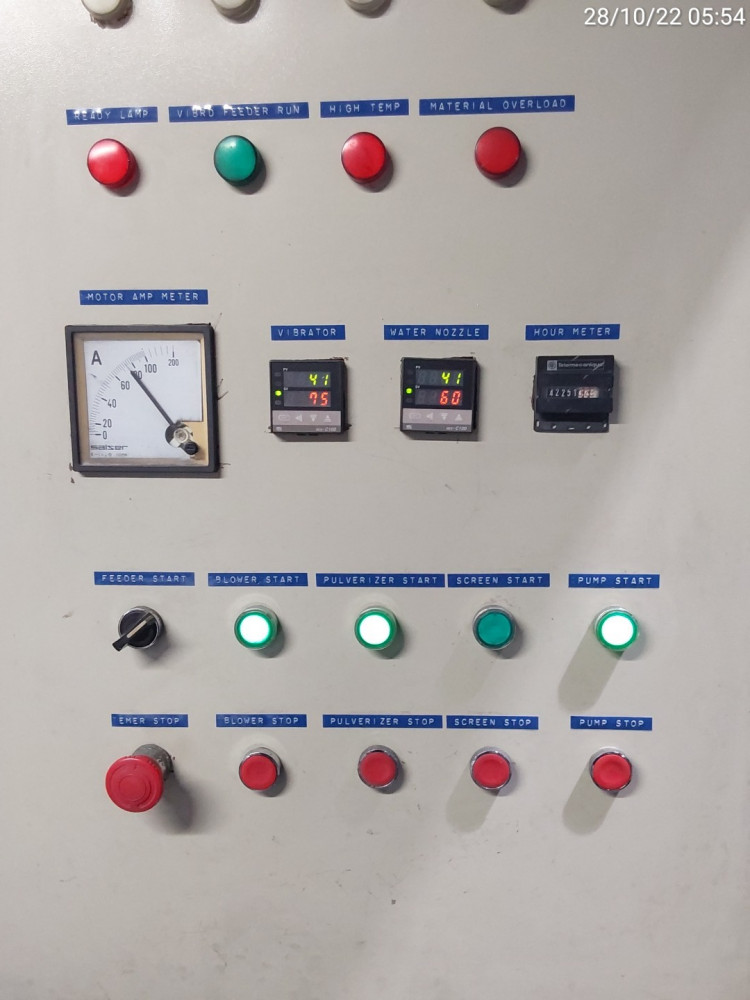 28/10/22 05:54
READY LAMP
VIBRO FEEDER RUN
HIGH TEMP
MATERIAL OVERLOAD
MOTOR AMP METER
VIBRATOR
WATER NOZZLE
HOUR METER
A
0
20
40
60
80
100
200
41
75
41
60
FEEDER START
BLOWER START
PULVERIZER START
SCREEN START
PUMP START
EMER STOP
BLOWER STOP
PULVERIZER STOP
SCREEN STOP
PUMP STOP